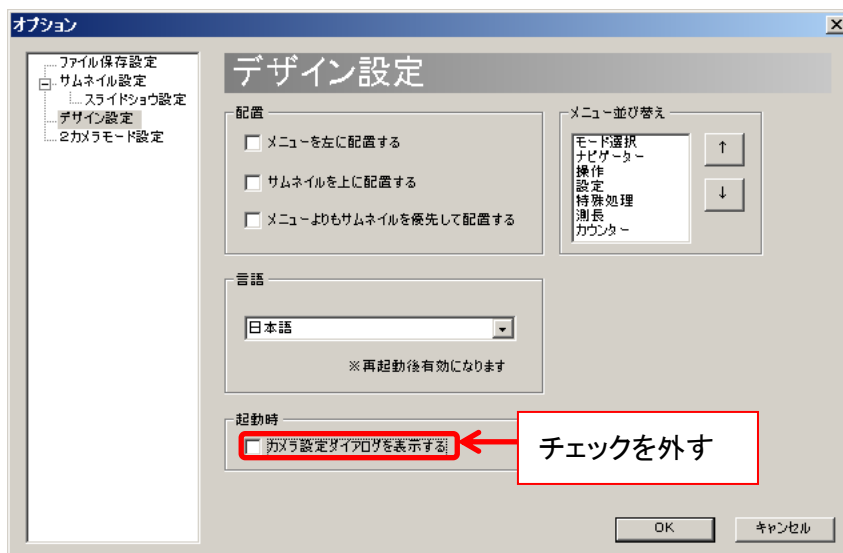 オプション
ファイル保存設定
サムネイル設定
スライドショウ設定
デザイン設定
2カメラモード設定
デザイン設定
配置
メニューを左に配置する
サムネイルを上に配置する
メニューよりもサムネイルを優先して配置する
メニュー並び替え
モード選択
ナビゲーター
操作
設定
特殊処理
測長
カウンター
↑
↓
言語
日本語
※再起動後有効になります
起動時
カメラ設定ダイアログを表示する
チェックを外す
OK
キャンセル